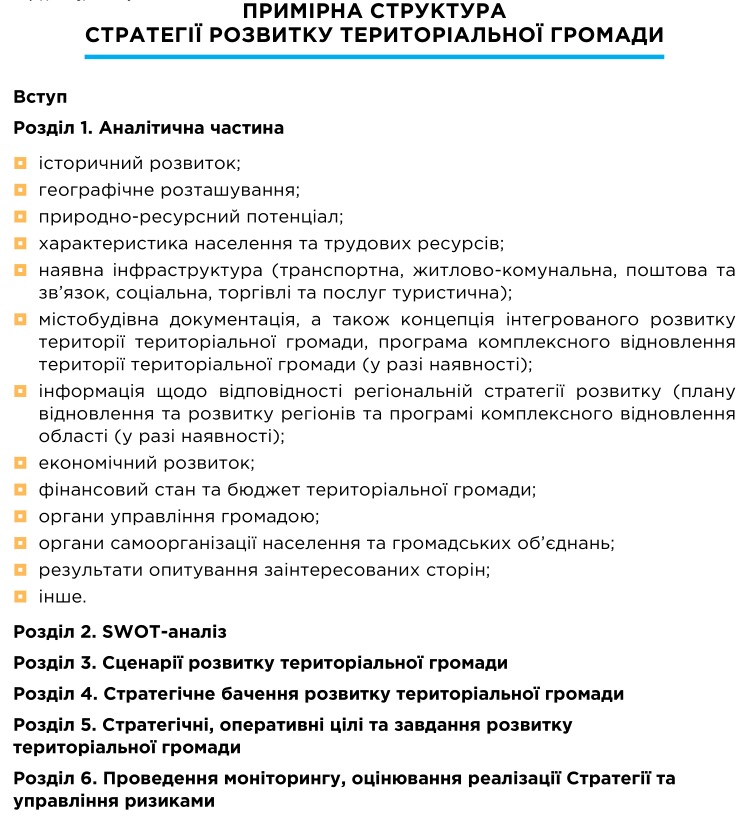 ПРИМІРНА СТРУКТУРА
СТРАТЕГІЇ РОЗВИТКУ ТЕРИТОРІАЛЬНОЇ ГРОМАДИ
Вступ
Розділ 1. Аналітична частина
історичний розвиток;
географічне розташування;
природно-ресурсний потенціал;
характеристика населення та трудових ресурсів;
наявна інфраструктура (транспортна, житлово-комунальна, поштова та
зв’язок, соціальна, торгівлі та послуг туристична);
містобудівна документація, а також концепція інтегрованого розвитку
території територіальної громади, програма комплексного відновлення
території територіальної громади (у разі наявності);
інформація щодо відповідності регіональній стратегії розвитку (плану
відновлення та розвитку регіонів та програмі комплексного відновлення
області (у разі наявності);
економічний розвиток;
фінансовий стан та бюджет територіальної громади;
органи управління громадою;
органи самоорганізації населення та громадських об’єднань;
результати опитування заінтересованих сторін;
інше.
Розділ 2. SWOT-аналіз
Розділ 3. Сценарії розвитку територіальної громади
Розділ 4. Стратегічне бачення розвитку територіальної громади
Розділ 5. Стратегічні, оперативні цілі та завдання розвитку
територіальної громади
Розділ 6. Проведення моніторингу, оцінювання реалізації Стратегії та
управління ризиками